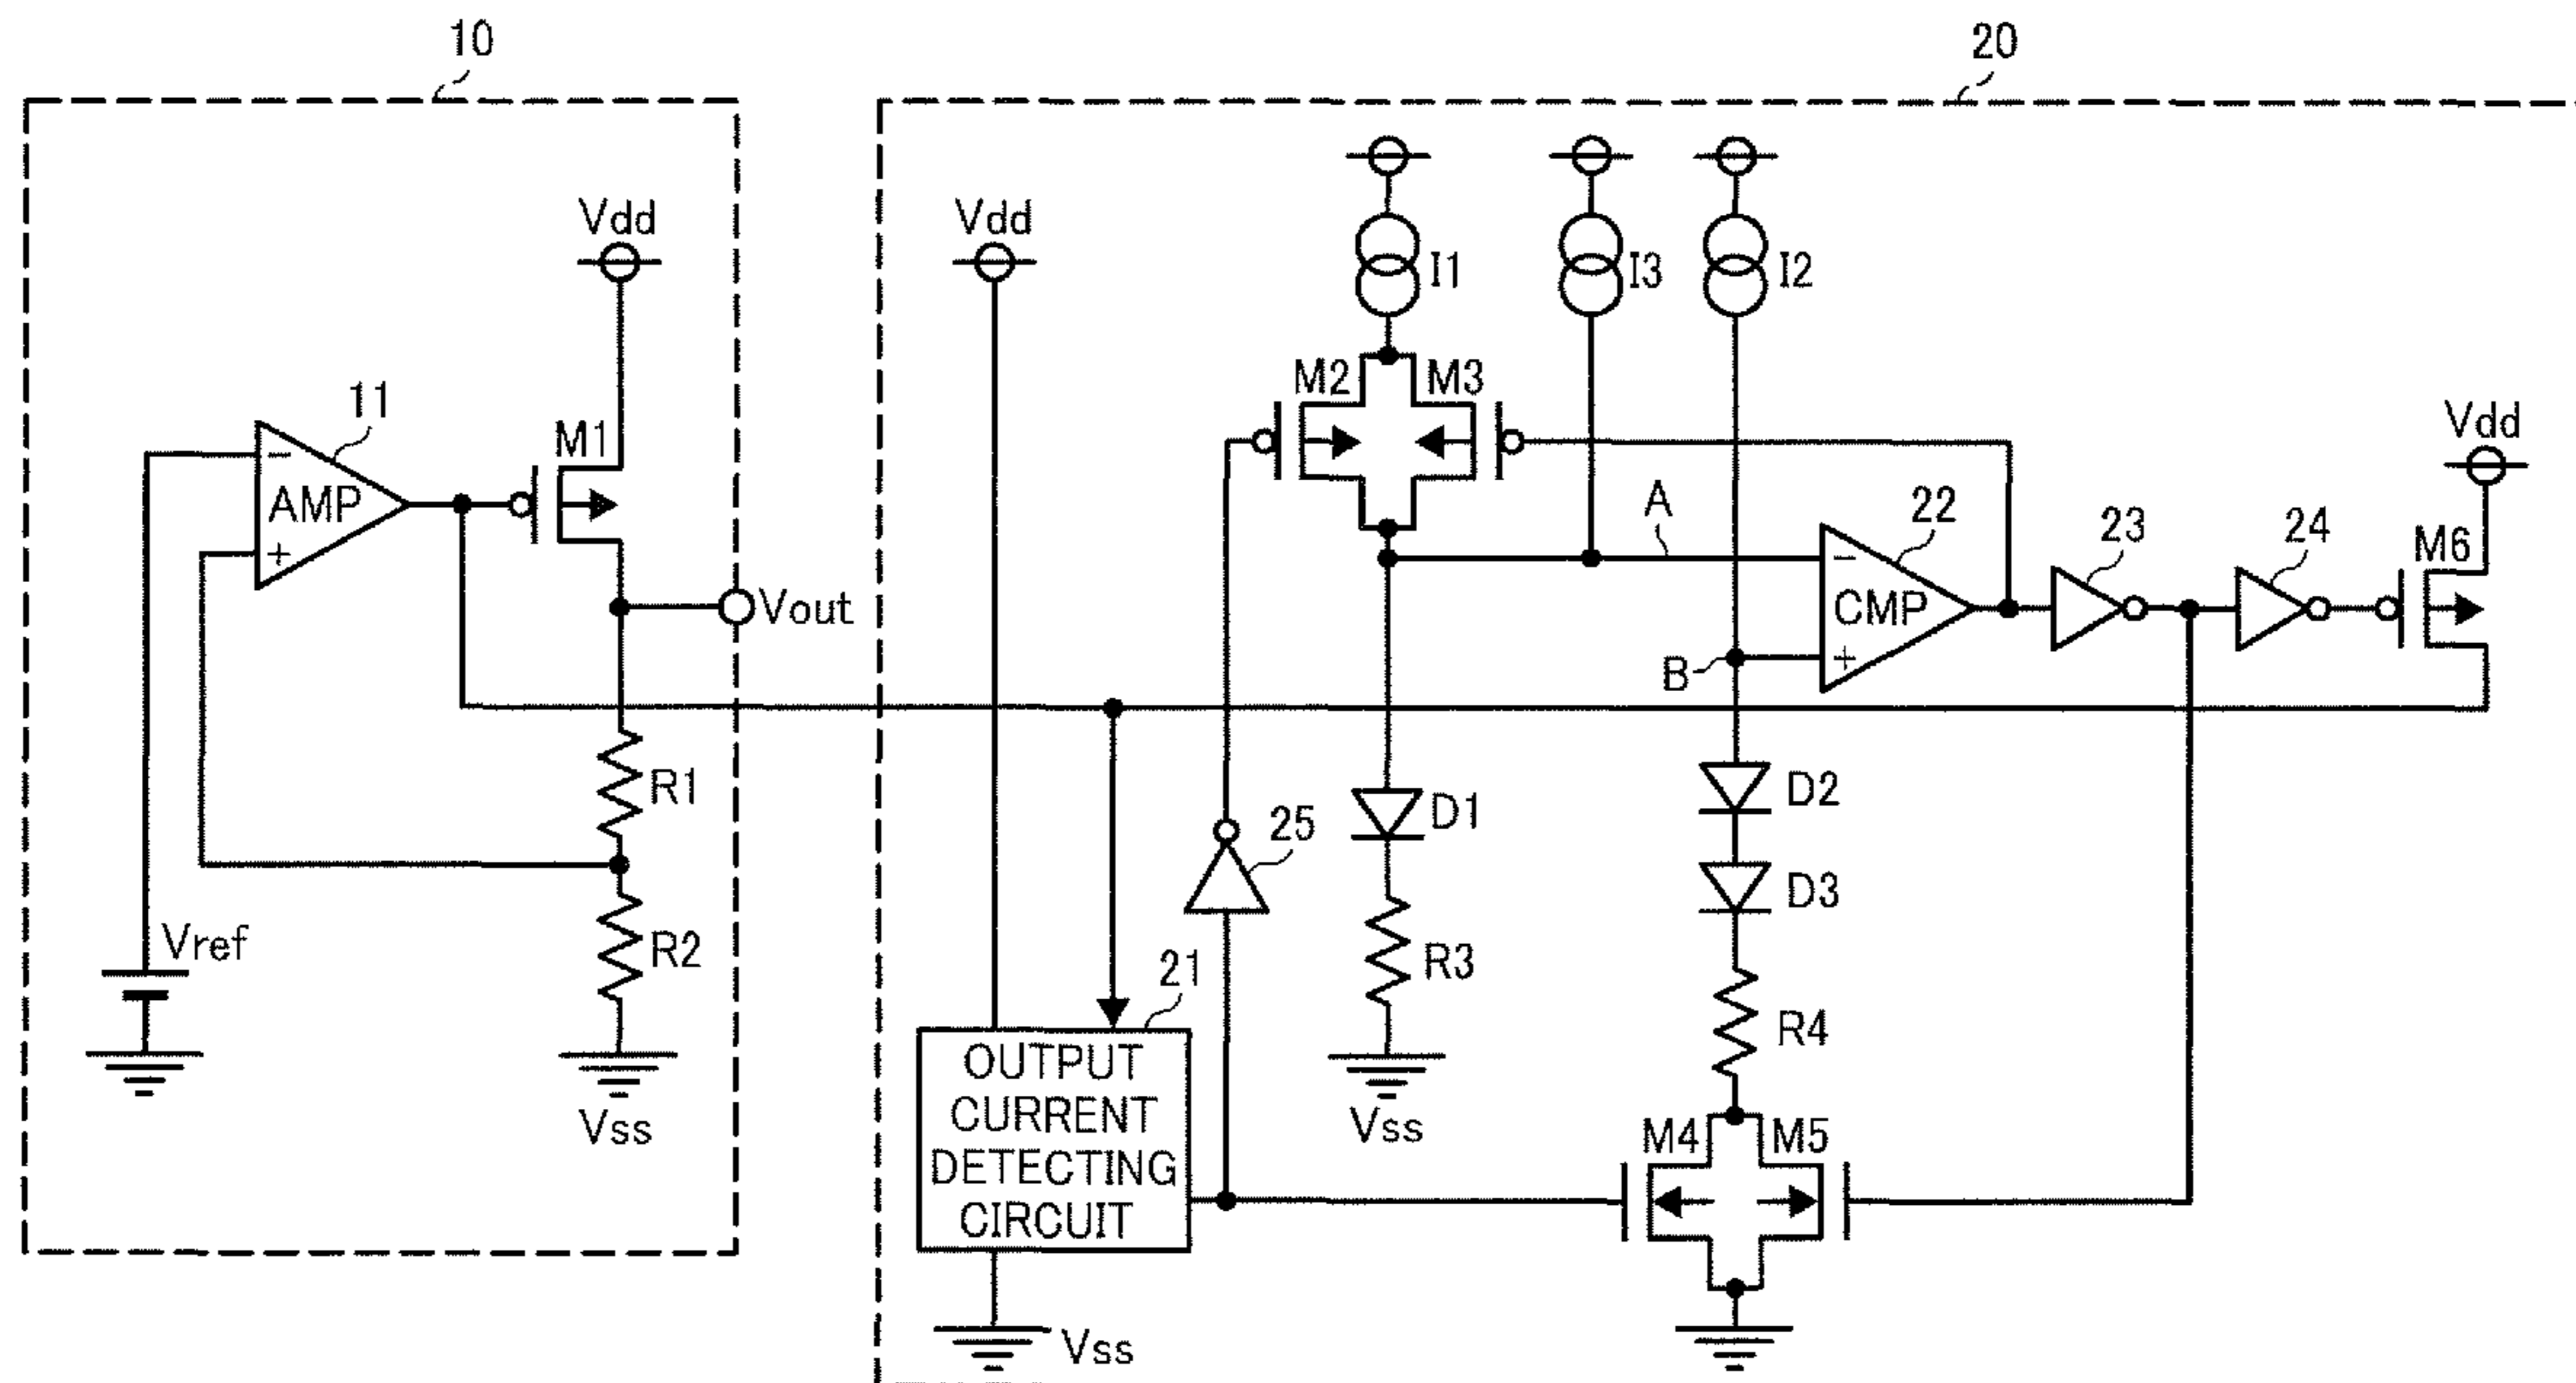 10
20
Vdd
Vdd
I1
I3
I2
M2
M3
11
M1
AMP
−
+
Vdd
A
22
23
24
M6
CMP
−
+
Vout
B
R1
25
D1
D2
D3
Vref
R2
21
R3
R4
Vss
Vss
OUTPUT
CURRENT
DETECTING
CIRCUIT
M4
M5
Vss